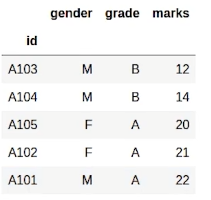 gender grade marks
id
A103 M B 12
A104 M B 14
A105 F A 20
A102 F A 21
A101 M A 22